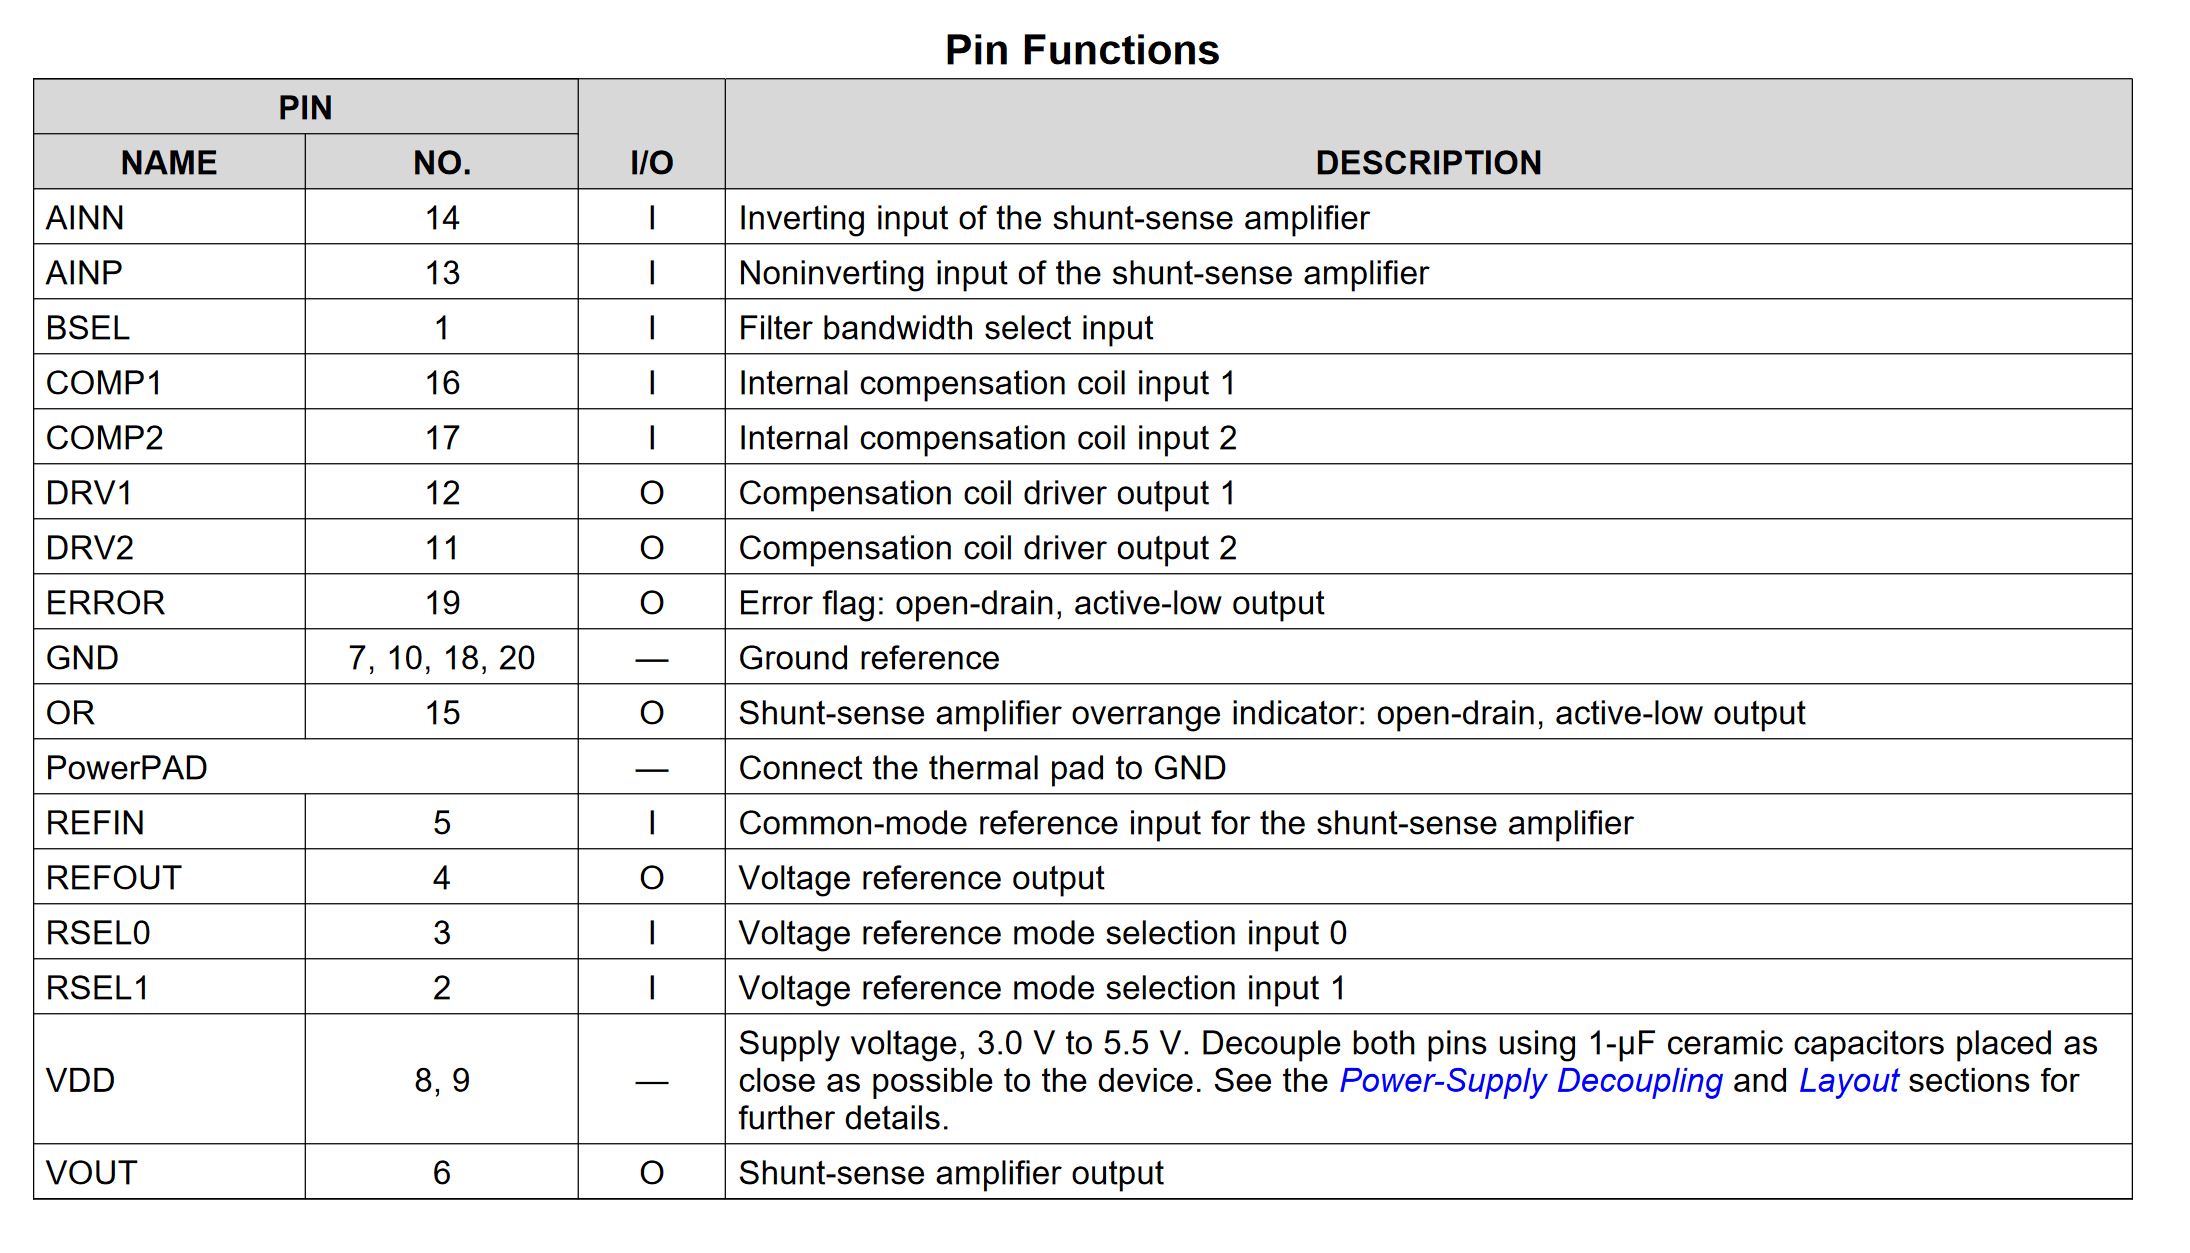 Pin Functions
PIN
NAME NO. I/O DESCRIPTION
AINN 14 I Inverting input of the shunt-sense amplifier
AINP 13 I Noninverting input of the shunt-sense amplifier
BSEL 1 I Filter bandwidth select input
COMP1 16 I Internal compensation coil input 1
COMP2 17 I Internal compensation coil input 2
DRV1 12 O Compensation coil driver output 1
DRV2 11 O Compensation coil driver output 2
ERROR 19 O Error flag: open-drain, active-low output
GND 7, 10, 18, 20 — Ground reference
OR 15 O Shunt-sense amplifier overrange indicator: open-drain, active-low output
PowerPAD — Connect the thermal pad to GND
REFIN 5 I Common-mode reference input for the shunt-sense amplifier
REFOUT 4 O Voltage reference output
RSEL0 3 I Voltage reference mode selection input 0
RSEL1 2 I Voltage reference mode selection input 1
VDD 8, 9 — Supply voltage, 3.0 V to 5.5 V. Decouple both pins using 1-μF ceramic capacitors placed as
close as possible to the device. See the Power-Supply Decoupling and Layout sections for
further details.
VOUT 6 O Shunt-sense amplifier output